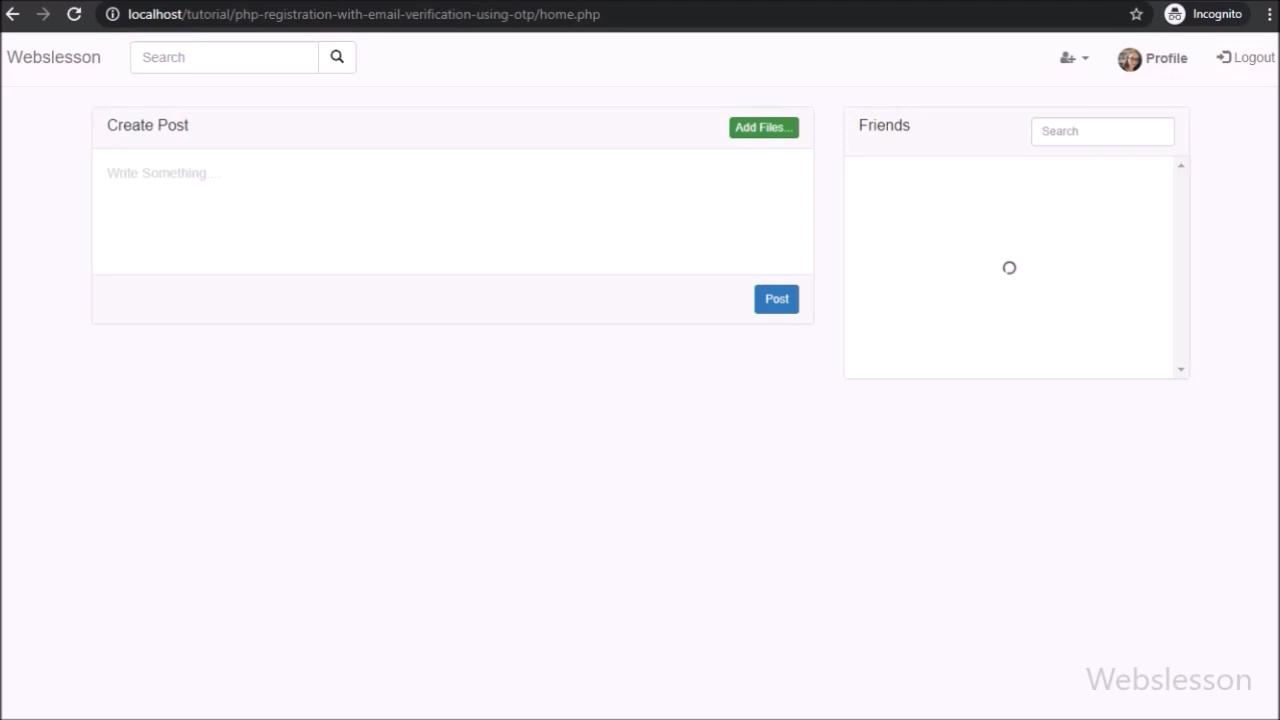 localhost/tutorial/php-registration-with-email-verification-using-otp/home.php
Incognito
Webslesson
Search
Profile
Logout
Create Post
Add Files...
Friends
Search
Write Something....
Post
Webslesson